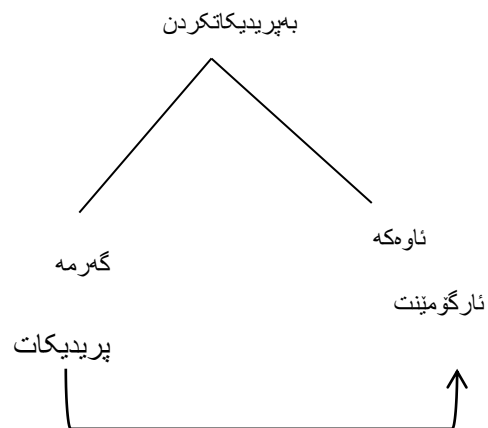 بەپریدیکاتکردن
ئاوەکە
گەرمە
ئارگۆمێنت
پریدیکات